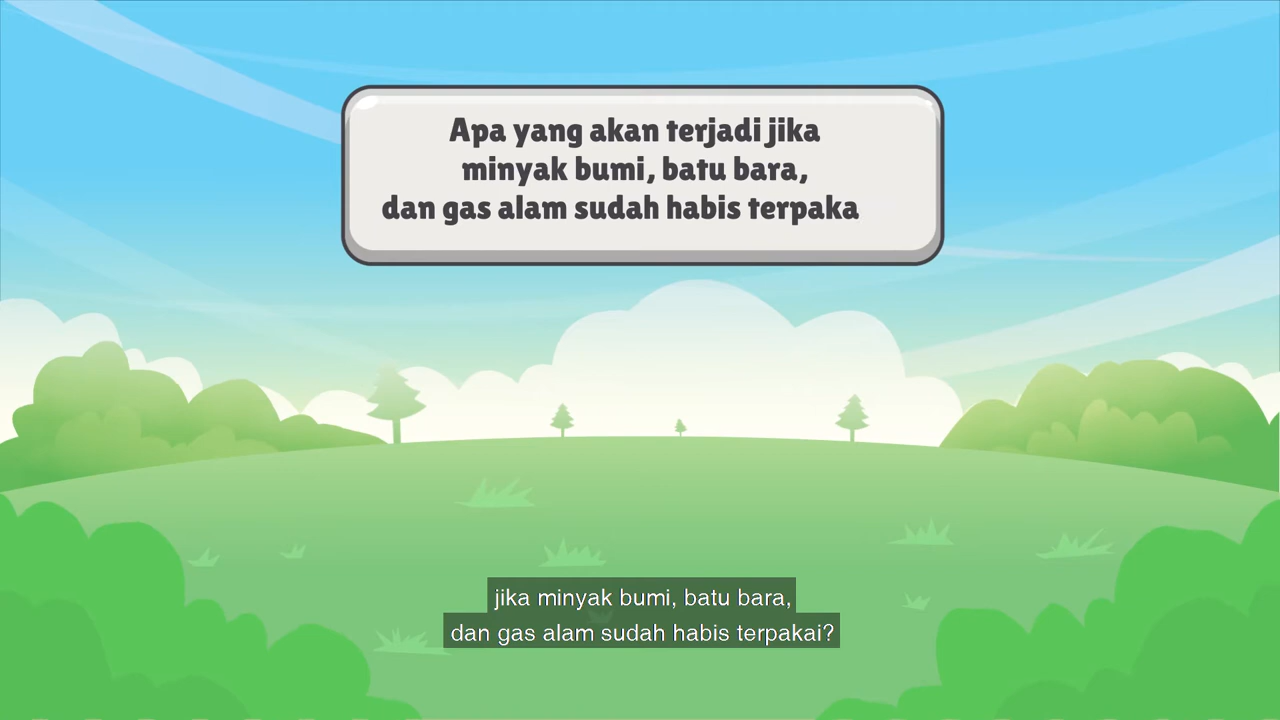 Apa yang akan terjadi jika
minyak bumi, batu bara,
dan gas alam sudah habis terpaka
jika minyak bumi, batu bara,
dan gas alam sudah habis terpakai?